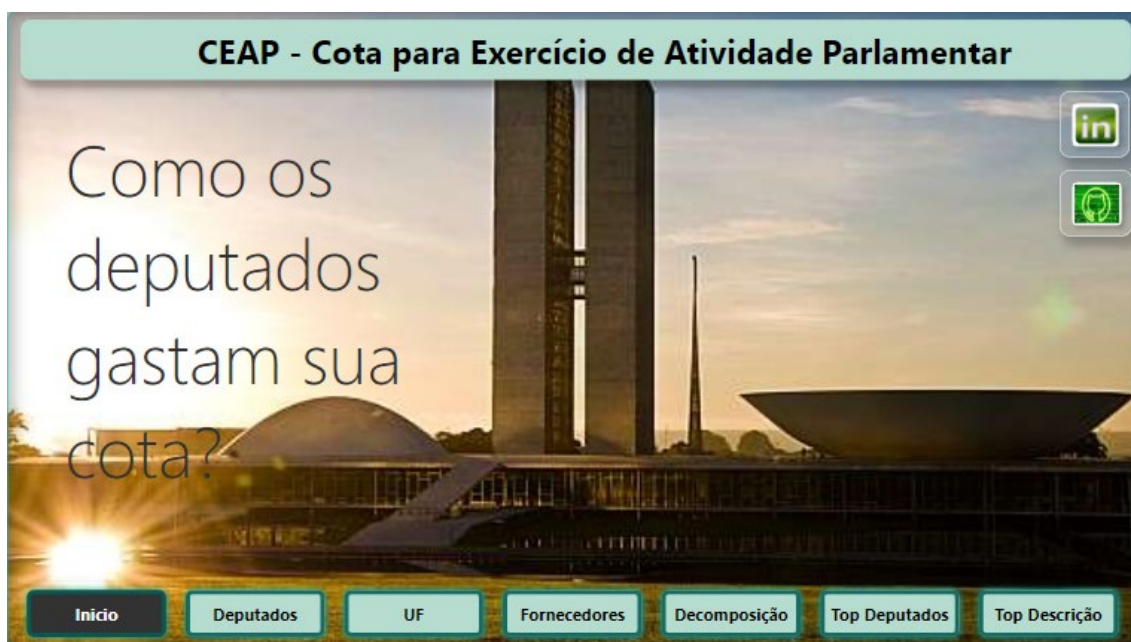 CEAP - Cota para Exercício de Atividade Parlamentar
in
Como os
deputados
gastam sua
cota?
Inicio
Deputados
UF
Fornecedores
Decomposição
Top Deputados
Top Descrição